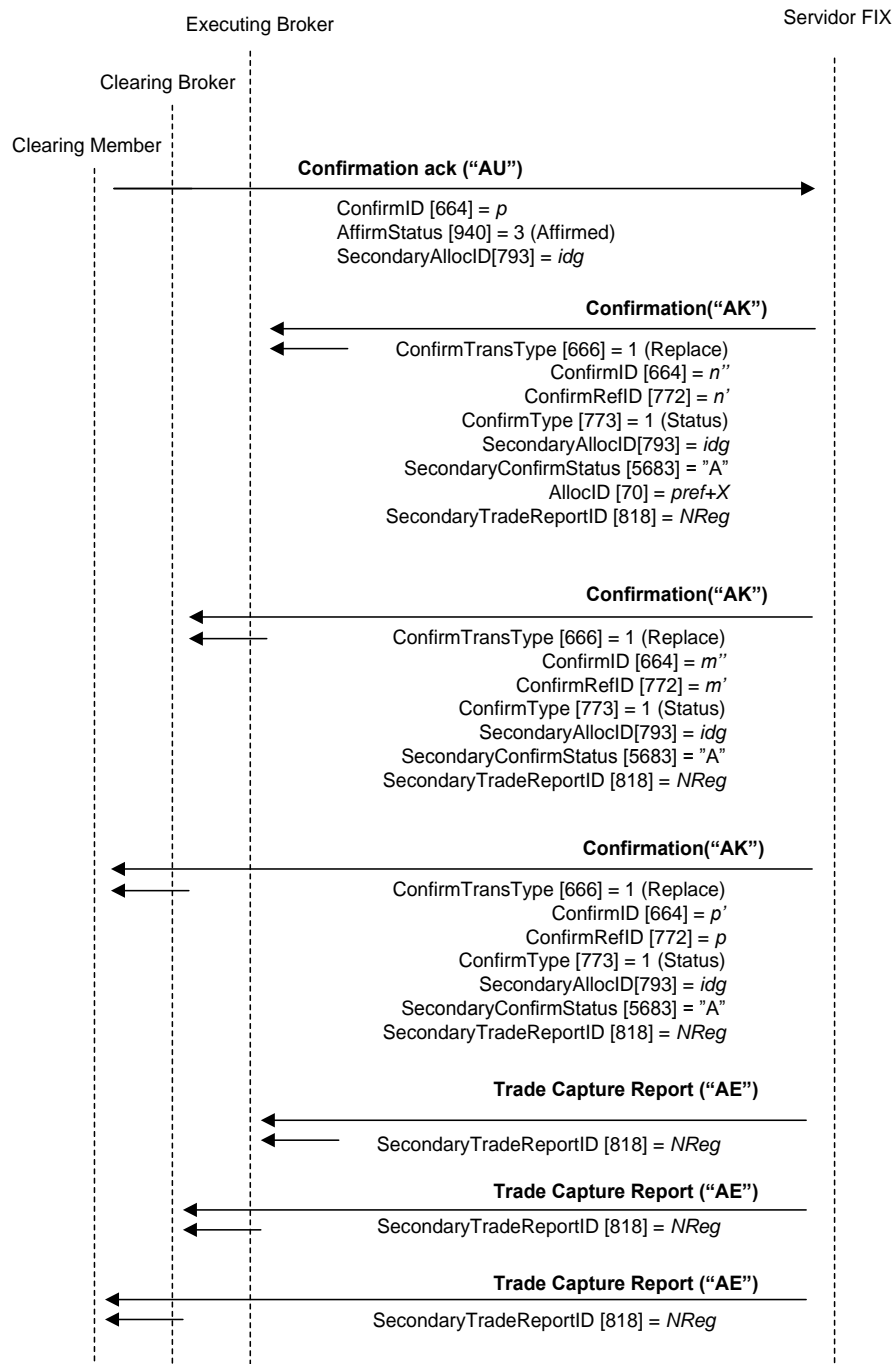 Executing Broker
Servidor FIX
Clearing Broker
Clearing Member
Confirmation ack (“AU”)
ConfirmID [664] = p
AffirmStatus [940] = 3 (Affirmed)
SecondaryAllocID[793] = idg
Confirmation(“AK”)
ConfirmTransType [666] = 1 (Replace)
ConfirmID [664] = n''
ConfirmRefID [772] = n’
ConfirmType [773] = 1 (Status)
SecondaryAllocID[793] = idg
SecondaryConfirmStatus [5683] = ”A”
AllocID [70] = pref+X
SecondaryTradeReportID [818] = NReg
Confirmation(“AK”)
ConfirmTransType [666] = 1 (Replace)
ConfirmID [664] = m’'
ConfirmRefID [772] = m’
ConfirmType [773] = 1 (Status)
SecondaryAllocID[793] = idg
SecondaryConfirmStatus [5683] = ”A”
SecondaryTradeReportID [818] = NReg
Confirmation(“AK”)
ConfirmTransType [666] = 1 (Replace)
ConfirmID [664] = p’
ConfirmRefID [772] = p
ConfirmType [773] = 1 (Status)
SecondaryAllocID[793] = idg
SecondaryConfirmStatus [5683] = ”A”
SecondaryTradeReportID [818] = NReg
Trade Capture Report (“AE”)
SecondaryTradeReportID [818] = NReg
Trade Capture Report (“AE”)
SecondaryTradeReportID [818] = NReg
Trade Capture Report (“AE”)
SecondaryTradeReportID [818] = NReg